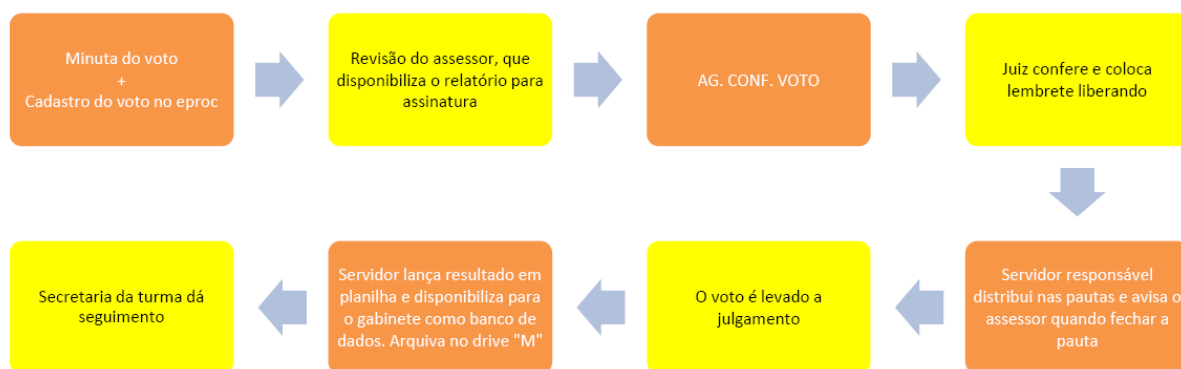 Minuta do voto
+
Cadastro do voto no eproc
Revisão do assessor, que
disponibiliza o relatório para
assinatura
AG. CONF. VOTO
Juiz confere e coloca
lembrete liberando
Servidor responsável
distribui nas pautas e avisa o
assessor quando fechar a
pauta
O voto é levado a
julgamento
Servidor lança resultado em
planilha e disponibiliza para
o gabinete como banco de
dados. Arquiva no drive "M"
Secretaria da turma dá
seguimento